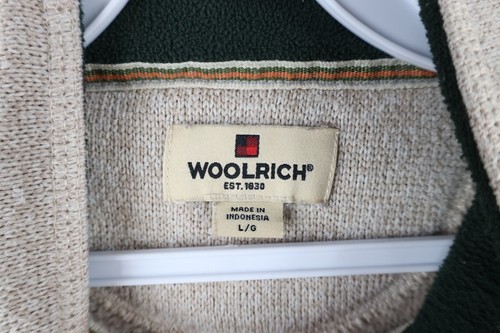 WOOLRICH®
EST. 1830
MADE IN
INDONESIA
L/G